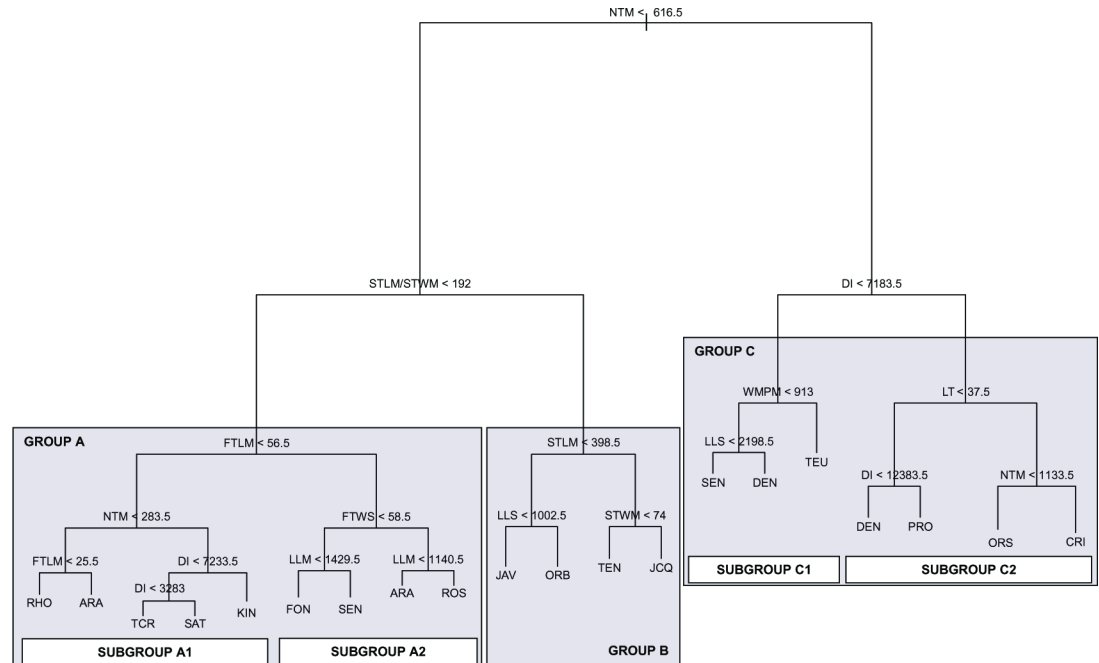 NTM < 616.5
STLM/STWM < 192
DI < 7183.5
GROUP C
WMPM < 913
LT < 37.5
GROUP A
FTLM < 56.5
STLM < 398.5
LLS < 2198.5
TEU
SEN
DEN
DI < 12383.5
NTM < 1133.5
NTM < 283.5
FTWS < 58.5
LLS < 1002.5
STWM < 74
DEN
PRO
ORS
CRI
FTLM < 25.5
DI < 7233.5
LLM < 1429.5
LLM < 1140.5
JAV
ORB
TEN
JCQ
SUBGROUP C1
SUBGROUP C2
DI < 3283
RHO
ARA
KIN
FON
SEN
ARA
ROS
TCR
SAT
SUBGROUP A1
SUBGROUP A2
GROUP B